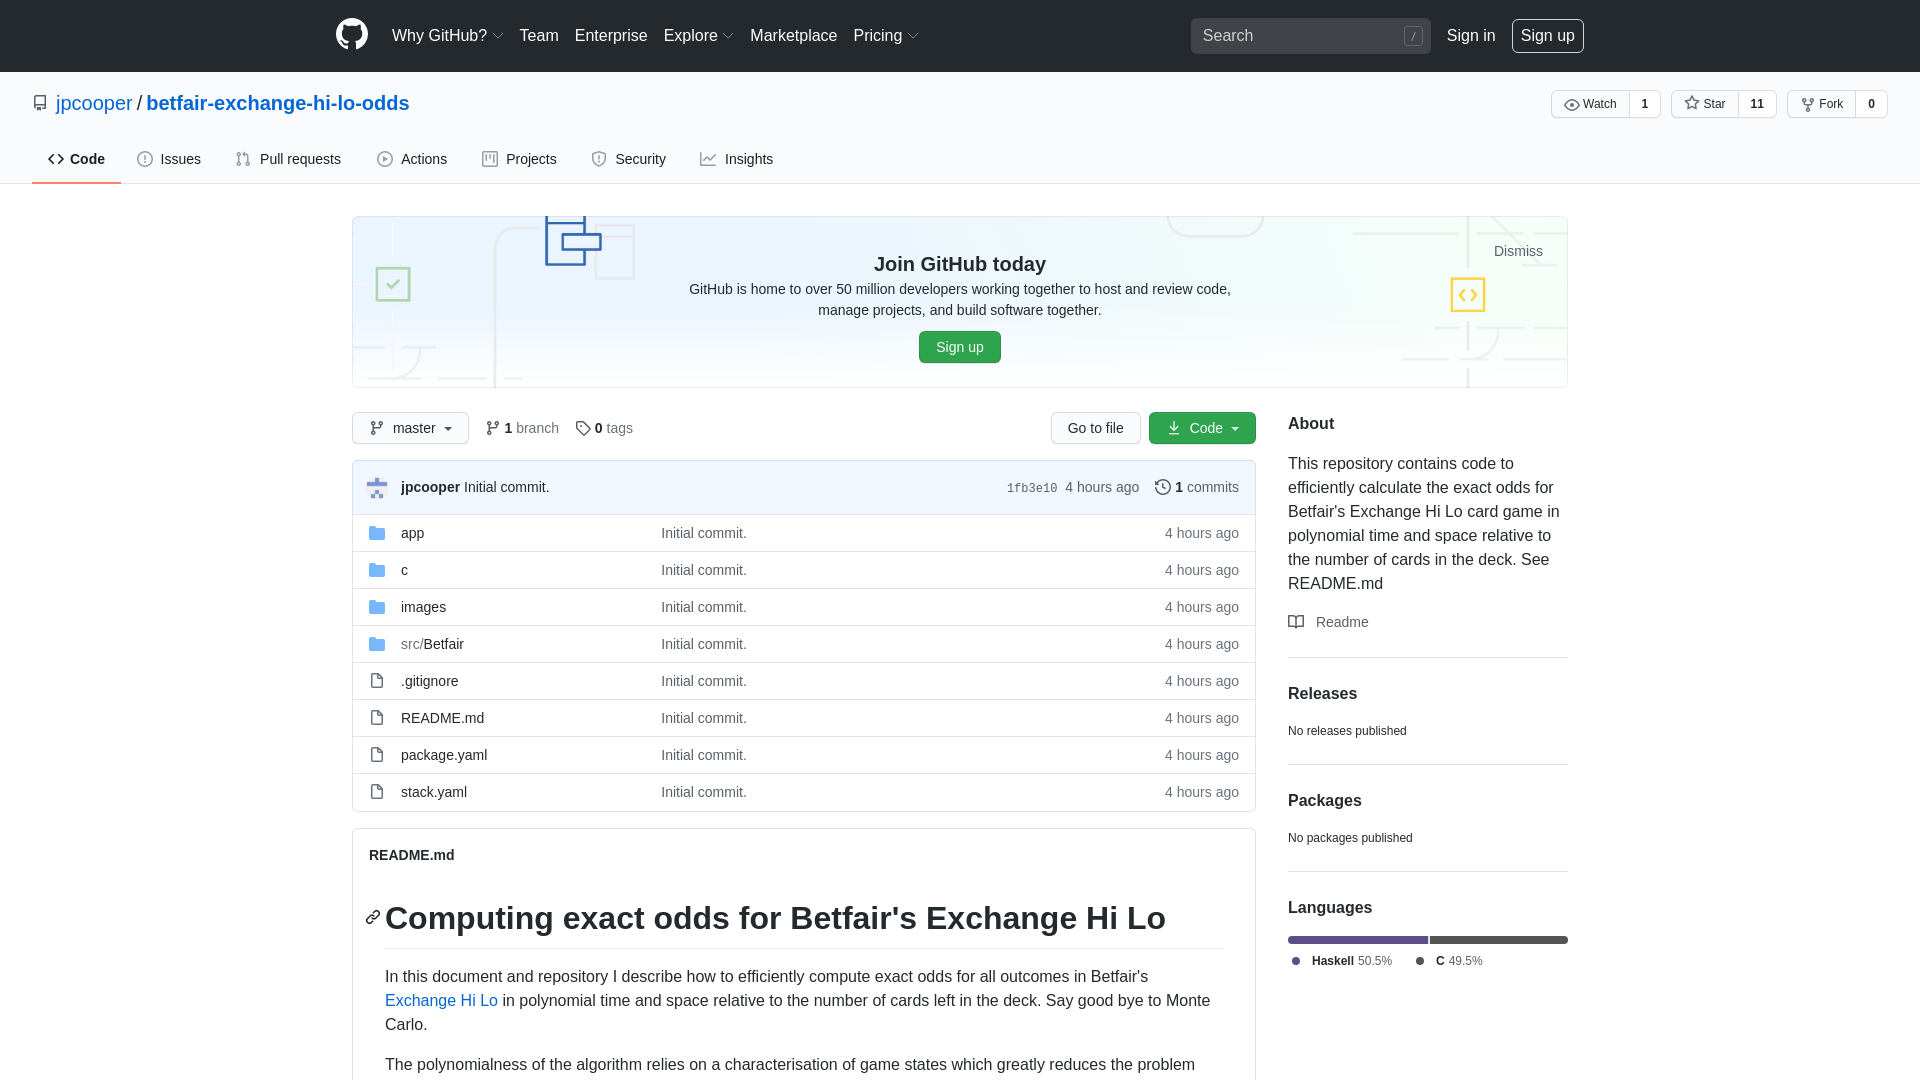 Why GitHub? Team Enterprise Explore Marketplace Pricing Search / Sign in Sign up
jpcooper / betfair-exchange-hi-lo-odds Watch 1 Star 11 Fork 0
Code Issues Pull requests Actions Projects Security Insights
Dismiss
Join GitHub today
GitHub is home to over 50 million developers working together to host and review code,
manage projects, and build software together.
Sign up
master 1 branch 0 tags Go to file Code
jpcooper Initial commit. 1fb3e10 4 hours ago 1 commits
app Initial commit. 4 hours ago
c Initial commit. 4 hours ago
images Initial commit. 4 hours ago
src/Betfair Initial commit. 4 hours ago
.gitignore Initial commit. 4 hours ago
README.md Initial commit. 4 hours ago
package.yaml Initial commit. 4 hours ago
stack.yaml Initial commit. 4 hours ago
README.md
Computing exact odds for Betfair's Exchange Hi Lo
In this document and repository I describe how to efficiently compute exact odds for all outcomes in Betfair's
Exchange Hi Lo in polynomial time and space relative to the number of cards left in the deck. Say good bye to Monte
Carlo.
The polynomialness of the algorithm relies on a characterisation of game states which greatly reduces the problem
About
This repository contains code to
efficiently calculate the exact odds for
Betfair's Exchange Hi Lo card game in
polynomial time and space relative to
the number of cards in the deck. See
README.md
Readme
Releases
No releases published
Packages
No packages published
Languages
Haskell 50.5% C 49.5%